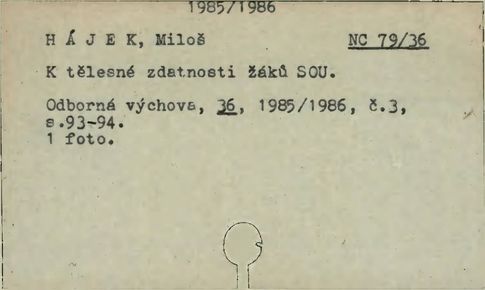 1985/1986
H Á J E K, Miloš NC 79/36
K tělesné zdatnosti žáků SOU.
Odborná výchova, 36, 1985/1986, č.3,
s.93-94.
1 foto.